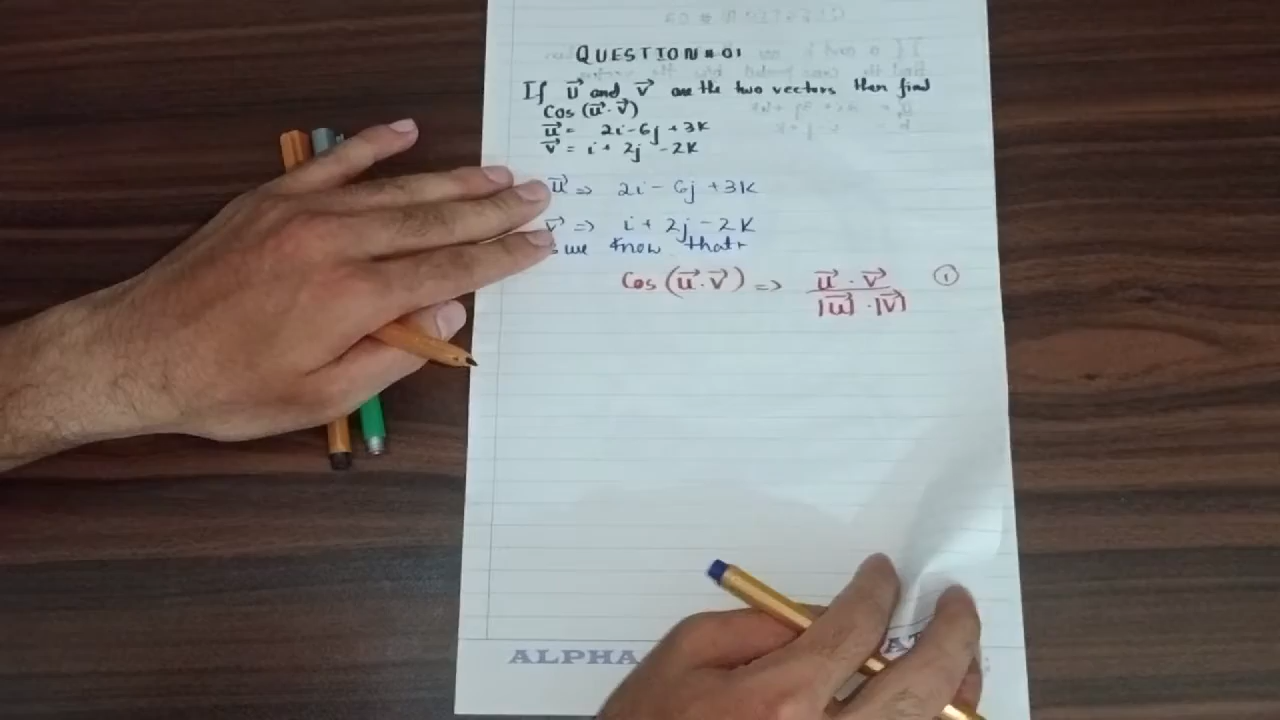 QUESTION # 01
If u⃗ and v⃗ are the two vectors then find
Cos (u⃗ · v⃗)
u⃗ = 2i - 6j + 3k
v⃗ = i + 2j - 2k
u⃗ ⇒ 2i - 6j + 3k
v⃗ ⇒ i + 2j - 2k
we know that
Cos (u⃗ · v⃗) ⇒ u⃗ · v⃗ / |u⃗| · |v⃗| ①
ALPHA